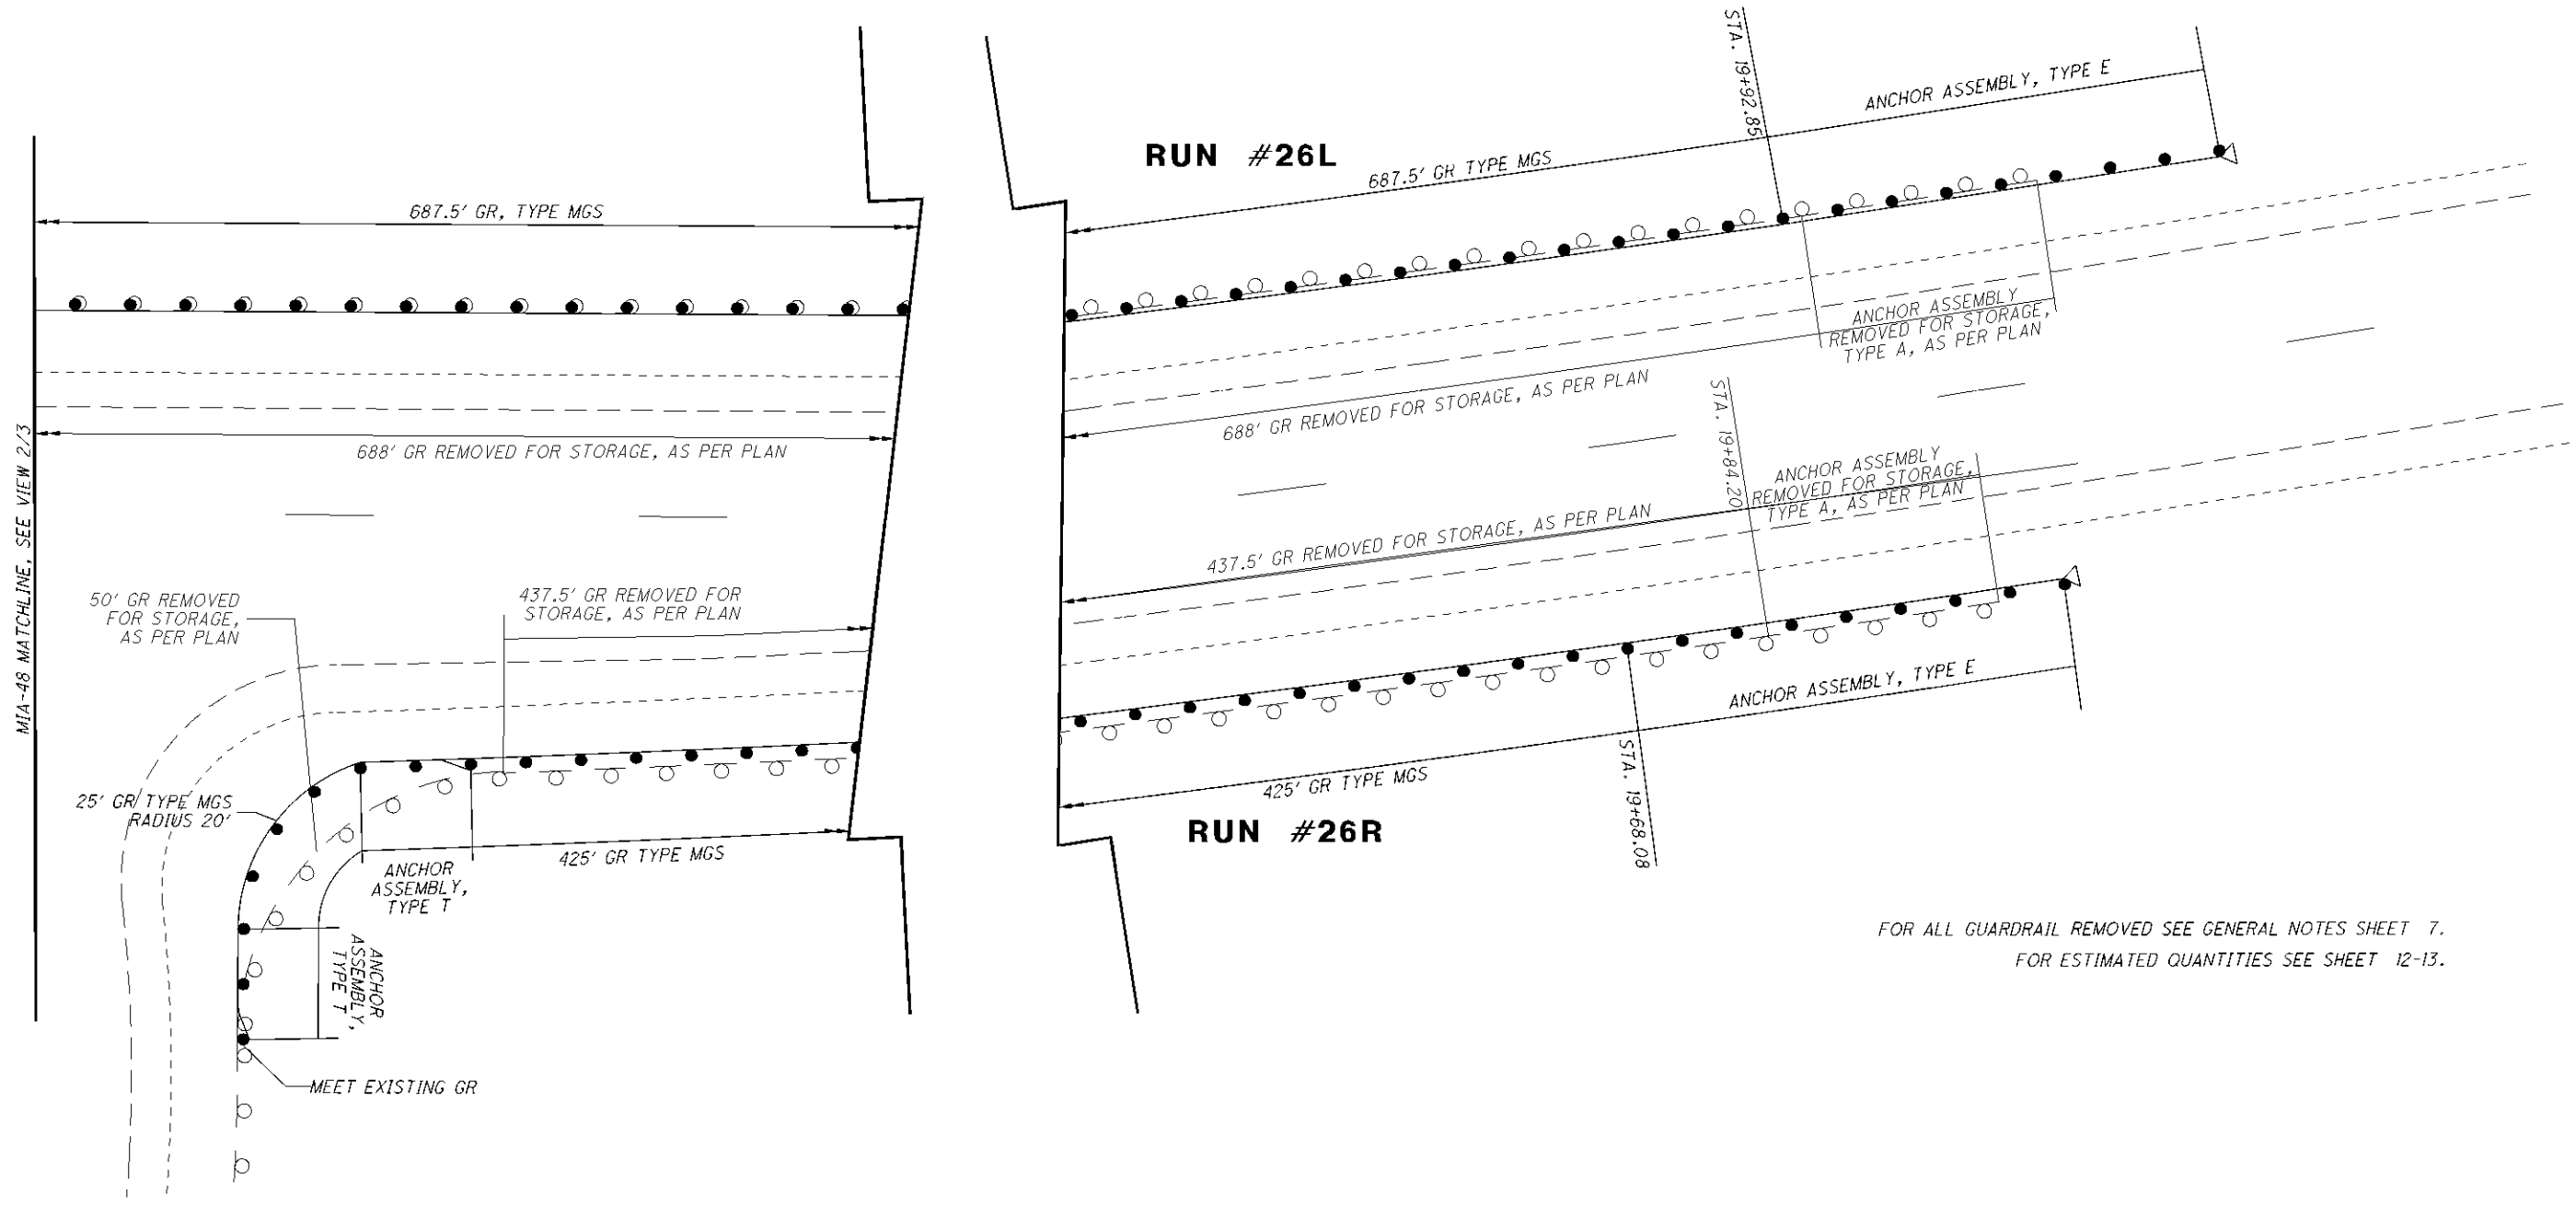 687.5' GR, TYPE MGS
688' GR REMOVED FOR STORAGE, AS PER PLAN
MIA-48 MATCHLINE, SEE VIEW 2/3
50' GR REMOVED
FOR STORAGE,
AS PER PLAN
437.5' GR REMOVED FOR
STORAGE, AS PER PLAN
25' GR TYPE MGS
RADIUS 20'
ANCHOR
ASSEMBLY,
TYPE T
425' GR TYPE MGS
ANCHOR
ASSEMBLY,
TYPE T
MEET EXISTING GR
RUN #26L
687.5' GR TYPE MGS
STA. 19+92.85
ANCHOR ASSEMBLY, TYPE E
ANCHOR ASSEMBLY
REMOVED FOR STORAGE,
TYPE A, AS PER PLAN
688' GR REMOVED FOR STORAGE, AS PER PLAN
STA. 19+84.20
ANCHOR ASSEMBLY
REMOVED FOR STORAGE,
TYPE A, AS PER PLAN
437.5' GR REMOVED FOR STORAGE, AS PER PLAN
ANCHOR ASSEMBLY, TYPE E
425' GR TYPE MGS
STA. 19+68.08
RUN #26R
FOR ALL GUARDRAIL REMOVED SEE GENERAL NOTES SHEET 7.
FOR ESTIMATED QUANTITIES SEE SHEET 12-13.